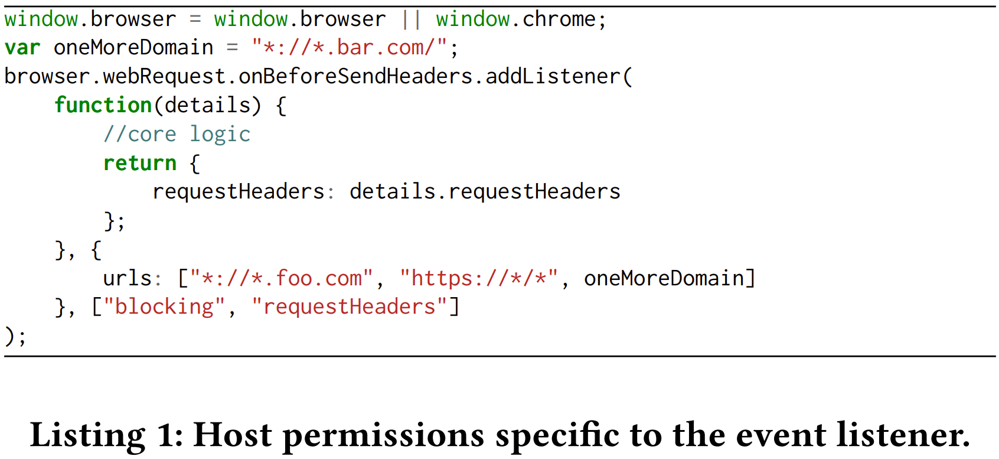 window.browser = window.browser || window.chrome;
var oneMoreDomain = "*://*.bar.com/";
browser.webRequest.onBeforeSendHeaders.addListener(
    function(details) {
        //core logic
        return {
            requestHeaders: details.requestHeaders
        };
    }, {
        urls: ["*://*.foo.com", "https://*/*", oneMoreDomain]
    }, ["blocking", "requestHeaders"]
);
Listing 1: Host permissions specific to the event listener.